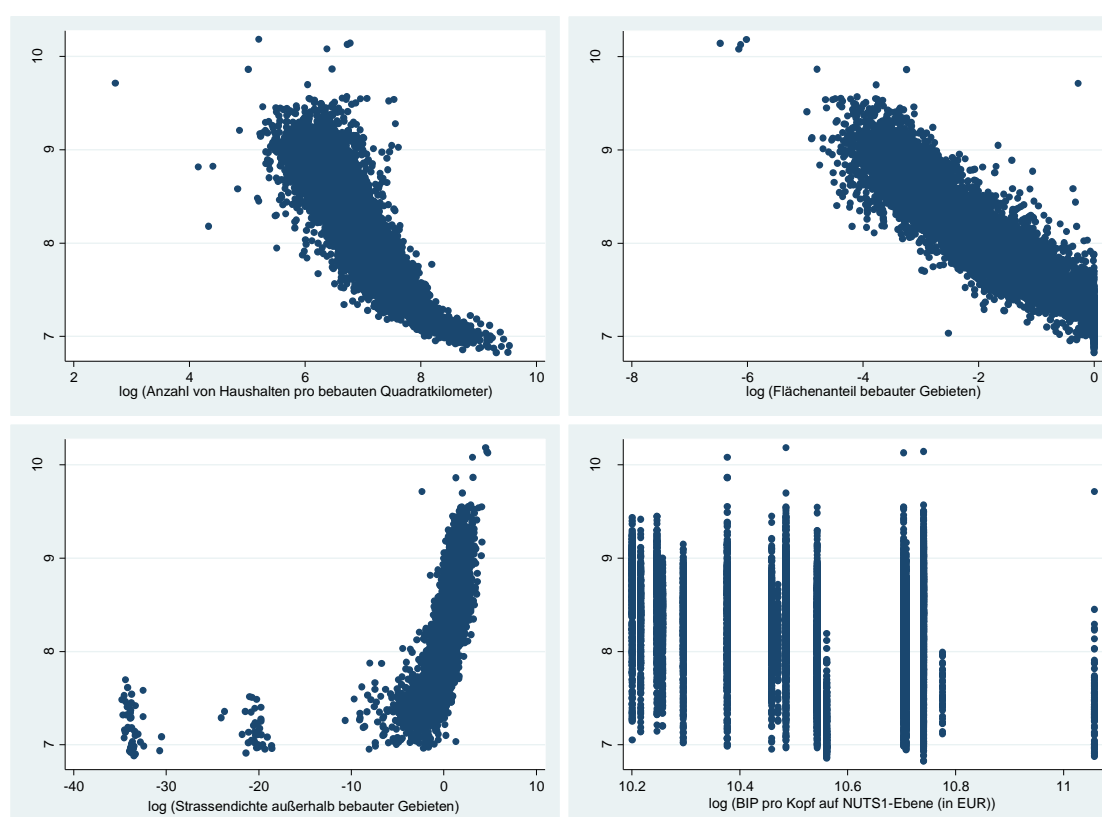 10
9
8
7
2 4 6 8 10
log (Anzahl von Haushalten pro bebauten Quadratkilometer)
10
9
8
7
-8 -6 -4 -2 0
log (Flächenanteil bebauter Gebieten)
10
9
8
7
-40 -30 -20 -10 0 10
log (Strassendichte außerhalb bebauter Gebieten)
10
9
8
7
10.2 10.4 10.6 10.8 11
log (BIP pro Kopf auf NUTS1-Ebene (in EUR))